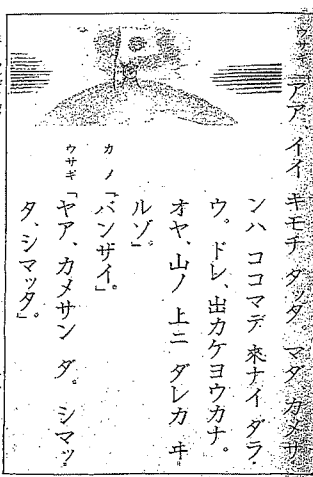 ウサギ「アア、イイ キモチ ダッタ マダ カメサ
ンハ ココマデ 來ナイ ダラ
ウ。ドレ、出カケヨウカナ。
オヤ、山ノ 上ニ ダレカ ヰ
ルゾ」
カメ「バンザイ」。
ウサギ「ヤア、カメサン ダ。シマッ
タ、シマッタ」。